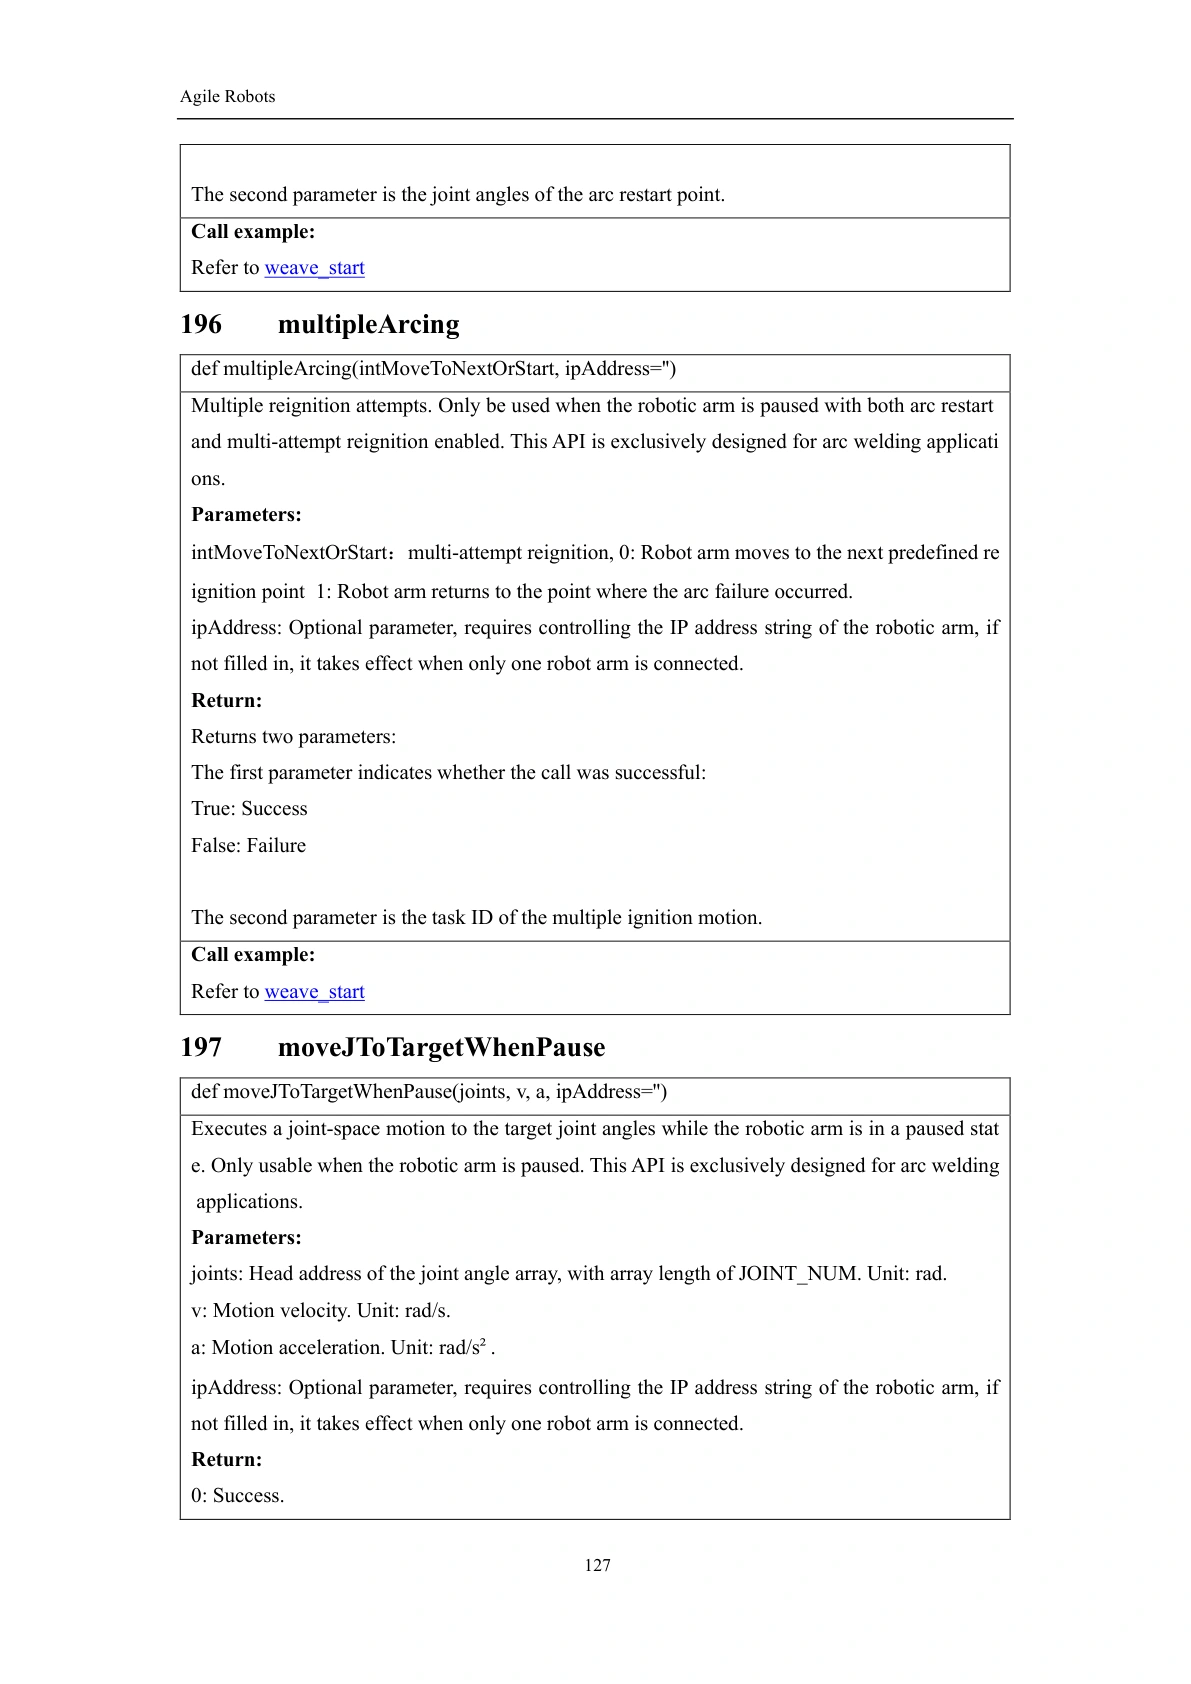 Agile Robots
The second parameter is the joint angles of the arc restart point.
Call example:
Refer to weave_start
196 multipleArcing
def multipleArcing(intMoveToNextOrStart, ipAddress='')
Multiple reignition attempts. Only be used when the robotic arm is paused with both arc restart
and multi-attempt reignition enabled. This API is exclusively designed for arc welding applicati
ons.
Parameters:
intMoveToNextOrStart：multi-attempt reignition, 0: Robot arm moves to the next predefined re
ignition point  1: Robot arm returns to the point where the arc failure occurred.
ipAddress: Optional parameter, requires controlling the IP address string of the robotic arm, if
not filled in, it takes effect when only one robot arm is connected.
Return:
Returns two parameters:
The first parameter indicates whether the call was successful:
True: Success
False: Failure
The second parameter is the task ID of the multiple ignition motion.
Call example:
Refer to weave_start
197 moveJToTargetWhenPause
def moveJToTargetWhenPause(joints, v, a, ipAddress='')
Executes a joint-space motion to the target joint angles while the robotic arm is in a paused stat
e. Only usable when the robotic arm is paused. This API is exclusively designed for arc welding
applications.
Parameters:
joints: Head address of the joint angle array, with array length of JOINT_NUM. Unit: rad.
v: Motion velocity. Unit: rad/s.
a: Motion acceleration. Unit: rad/s² .
ipAddress: Optional parameter, requires controlling the IP address string of the robotic arm, if
not filled in, it takes effect when only one robot arm is connected.
Return:
0: Success.
127